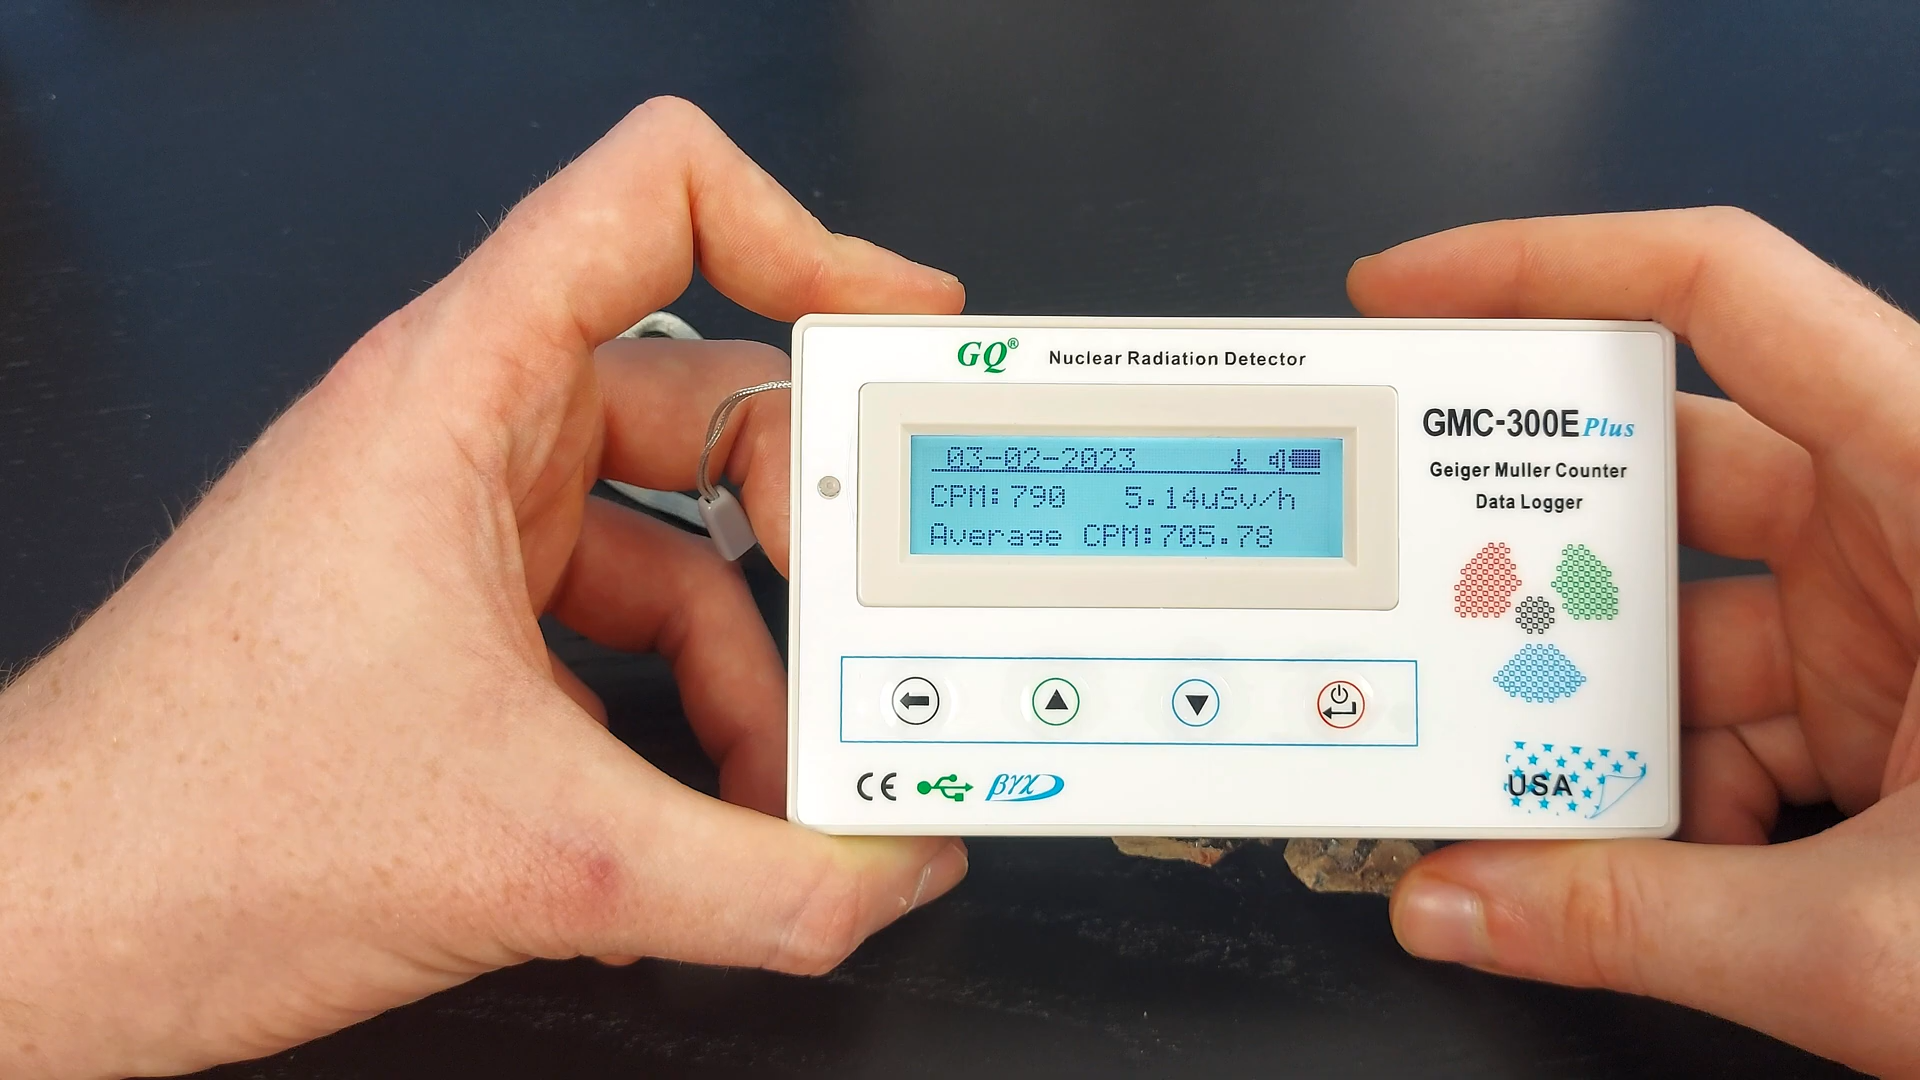 GQ® Nuclear Radiation Detector
03-02-2023
CPM:790 5.14uSv/h
Average CPM:705.78
GMC-300E Plus
Geiger Muller Counter
Data Logger
CE βγχ
USA